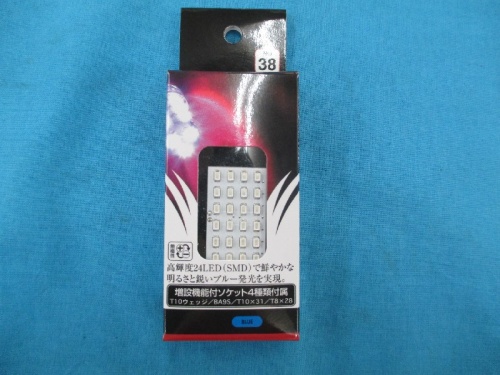 38
高輝度24LED(SMD)で鮮やかな
明るさと鋭いブルー発光を実現。
増設機能付ソケット4種類付属
T10ウェッジ/BA9S/T10×31/T8×28